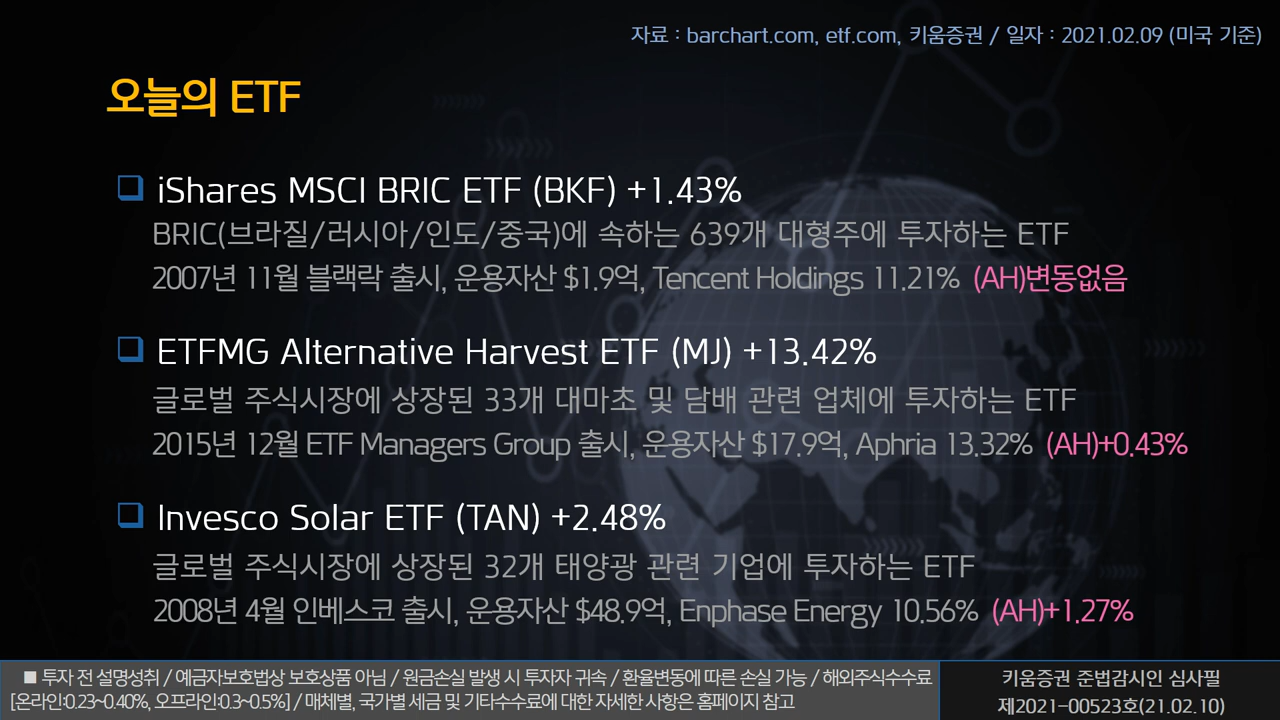 자료 : barchart.com, etf.com, 키움증권 / 일자 : 2021.02.09 (미국 기준)
오늘의 ETF
❑ iShares MSCI BRIC ETF (BKF) +1.43%
BRIC(브라질/러시아/인도/중국)에 속하는 639개 대형주에 투자하는 ETF
2007년 11월 블랙락 출시, 운용자산 $1.9억, Tencent Holdings 11.21% (AH)변동없음
❑ ETFMG Alternative Harvest ETF (MJ) +13.42%
글로벌 주식시장에 상장된 33개 대마초 및 담배 관련 업체에 투자하는 ETF
2015년 12월 ETF Managers Group 출시, 운용자산 $17.9억, Aphria 13.32% (AH)+0.43%
❑ Invesco Solar ETF (TAN) +2.48%
글로벌 주식시장에 상장된 32개 태양광 관련 기업에 투자하는 ETF
2008년 4월 인베스코 출시, 운용자산 $48.9억, Enphase Energy 10.56% (AH)+1.27%
■ 투자 전 설명성취 / 예금자보호법상 보호상품 아님 / 원금손실 발생 시 투자자 귀속 / 환율변동에 따른 손실 가능 / 해외주식수수료
[온라인:0.23~0.40%, 오프라인:0.3~0.5%] / 매체별, 국가별 세금 및 기타수수료에 대한 자세한 사항은 홈페이지 참고
키움증권 준법감시인 심사필
제2021-00523호(21.02.10)